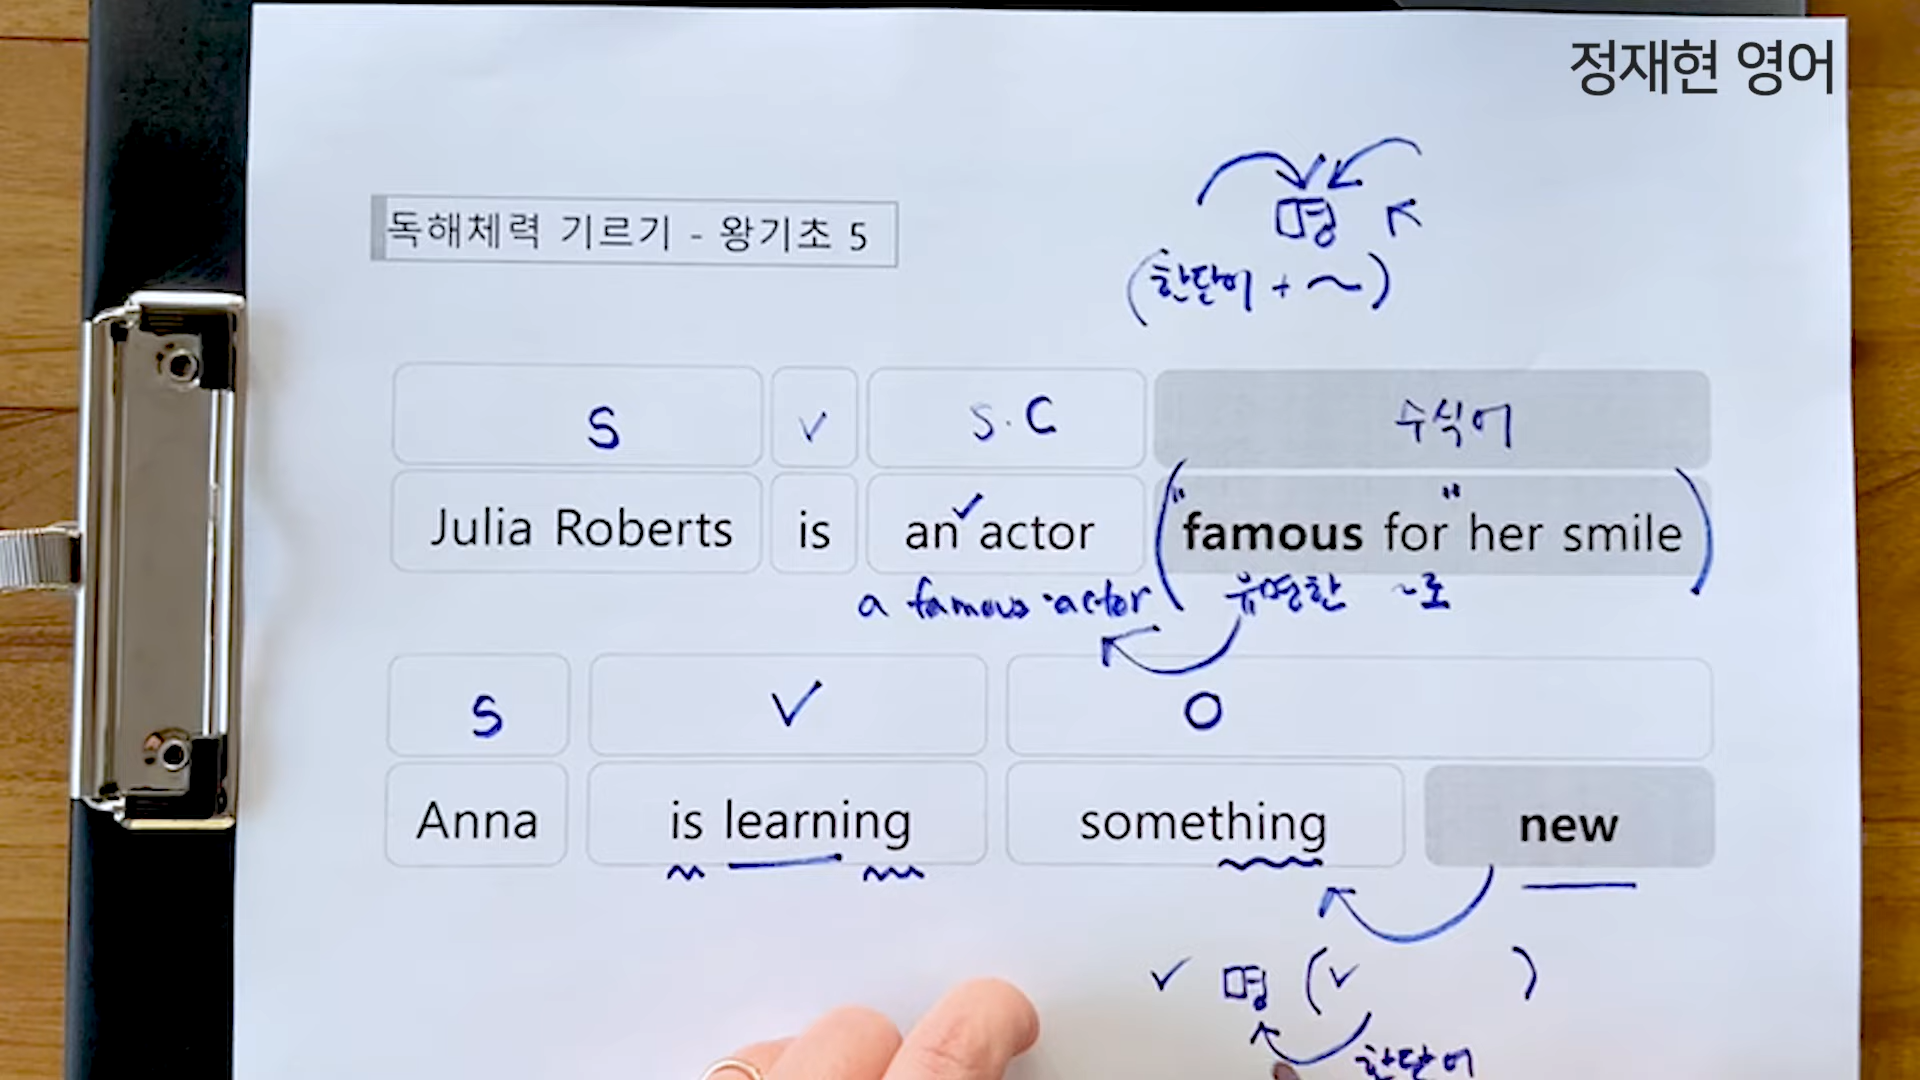 정재현 영어
독해체력 기르기 - 왕기초 5
명
(한단어 + ~)
S V S.C 수식어
Julia Roberts is an actor (famous for her smile)
a famous actor 유명한 ~로
S V O
Anna is learning something new
명 ( )
한단어